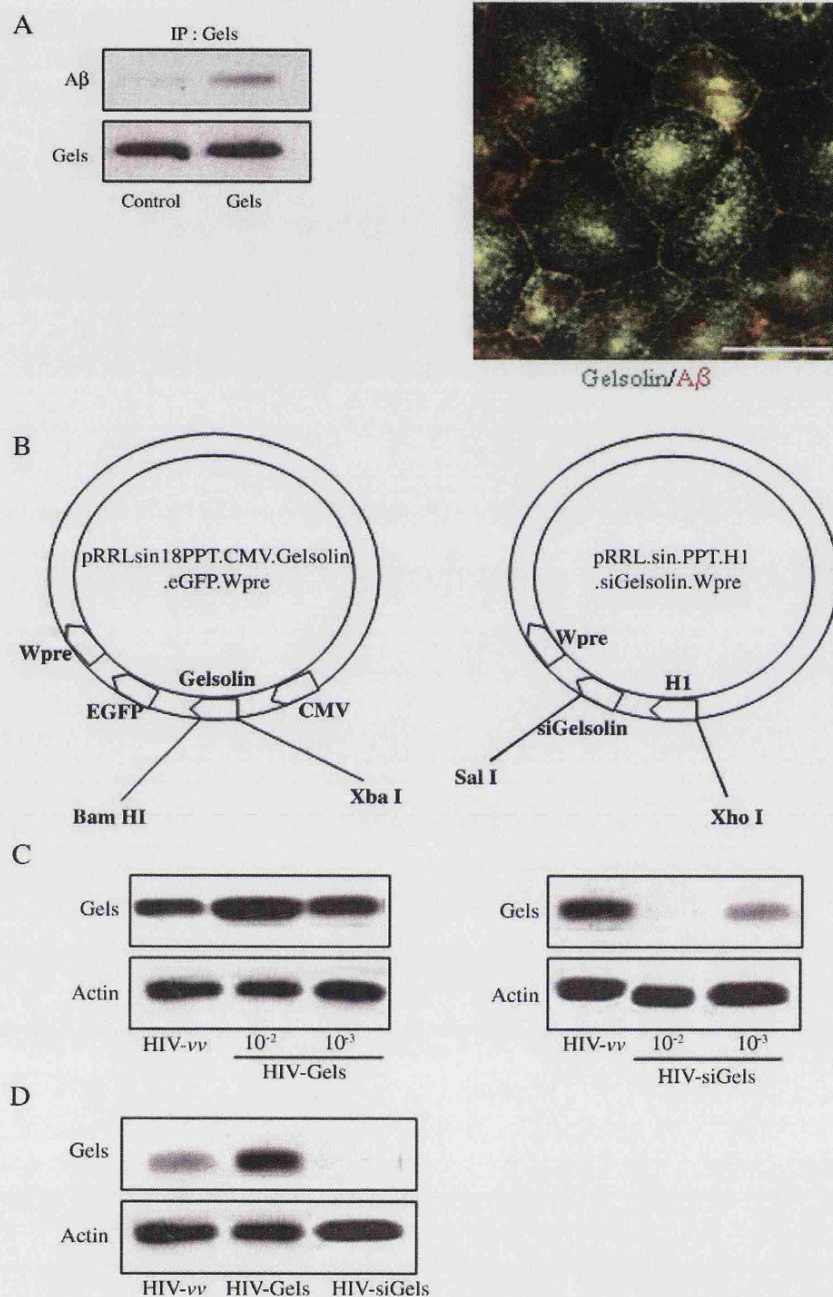 A
IP : Gels
Aβ
Gels
Control Gels
Gelsolin/Aβ
B
pRRLsin18PPT.CMV.Gelsolin
.eGFP.Wpre
Wpre
EGFP
Gelsolin
CMV
Bam HI
Xba I
pRRL.sin.PPT.H1
.siGelsolin.Wpre
Wpre
siGelsolin
H1
Sal I
Xho I
C
Gels
Actin
HIV-vv 10⁻² 10⁻³
HIV-Gels
Gels
Actin
HIV-vv 10⁻² 10⁻³
HIV-siGels
D
Gels
Actin
HIV-vv HIV-Gels HIV-siGels